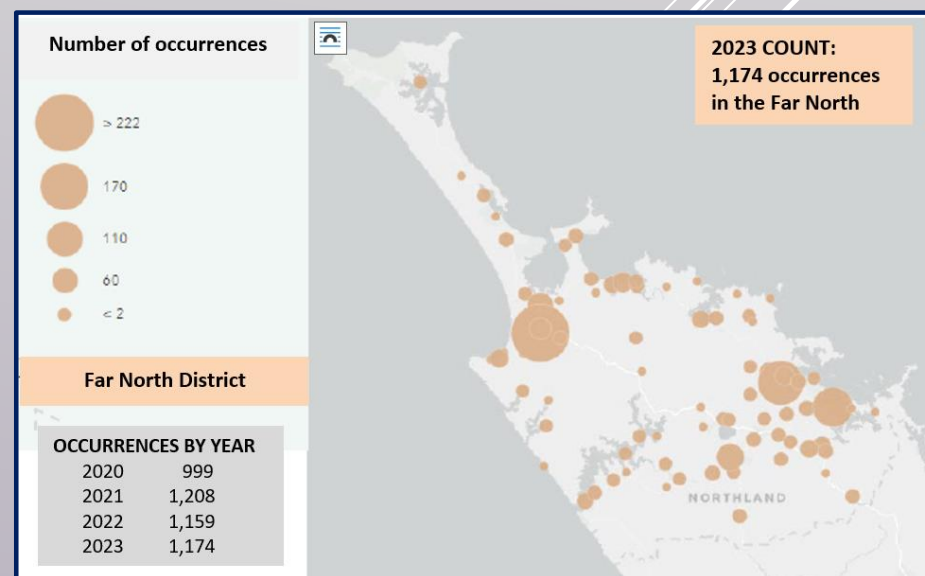 Number of occurrences
> 222
170
110
60
< 2
Far North District
OCCURRENCES BY YEAR
2020 999
2021 1,208
2022 1,159
2023 1,174
2023 COUNT:
1,174 occurrences
in the Far North
NORTHLAND